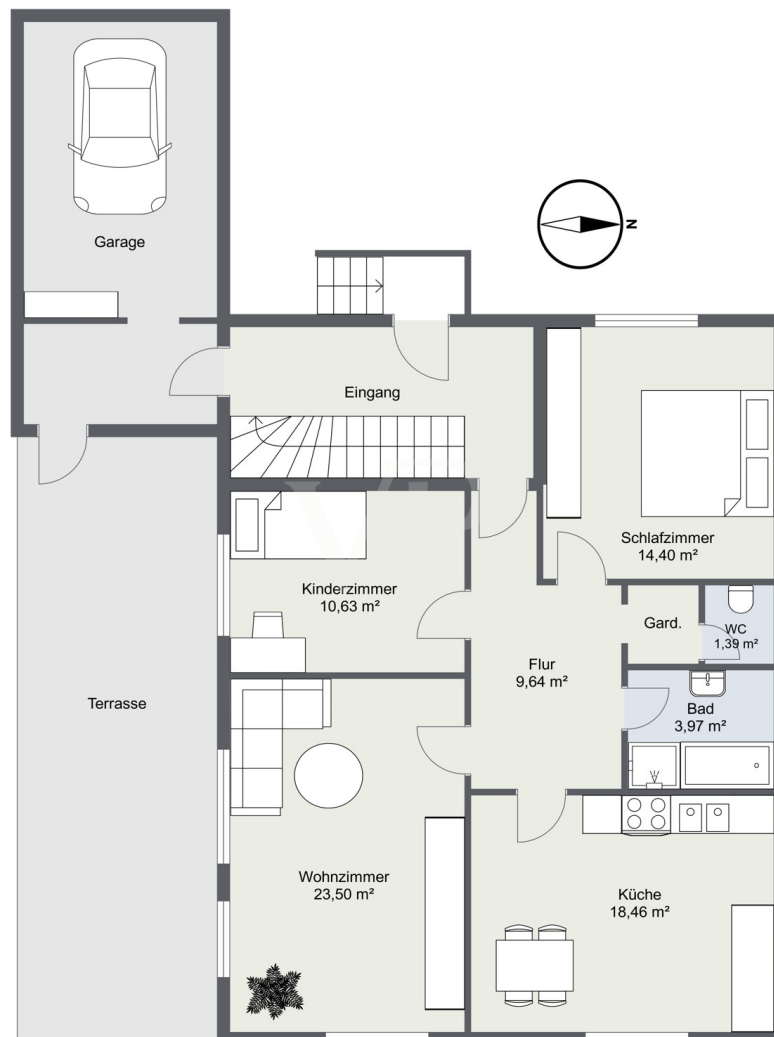 Garage
N
Eingang
VP
Schlafzimmer
14,40 m²
Kinderzimmer
10,63 m²
Gard.
WC
1,39 m²
Flur
9,64 m²
Terrasse
Bad
3,97 m²
Wohnzimmer
23,50 m²
Küche
18,46 m²